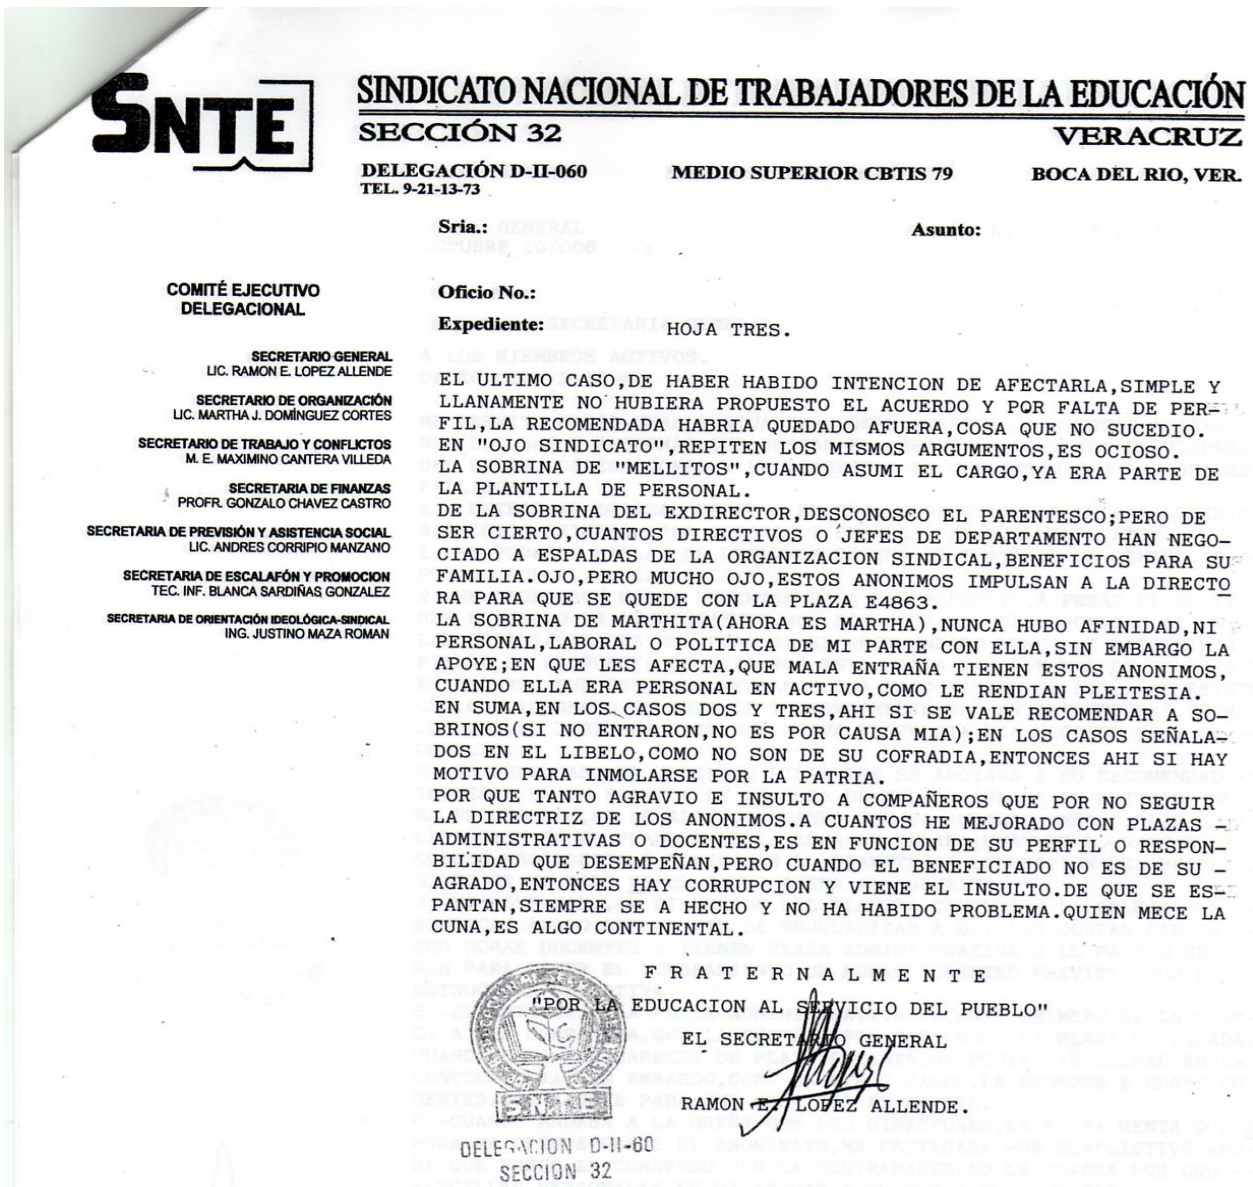 SNTE
SINDICATO NACIONAL DE TRABAJADORES DE LA EDUCACIÓN
SECCIÓN 32 VERACRUZ
DELEGACIÓN D-II-060 MEDIO SUPERIOR CBTIS 79 BOCA DEL RIO, VER.
TEL. 9-21-13-73
Sria.: Asunto:
GENERAL
OCTUBRE 10/008
COMITÉ EJECUTIVO
DELEGACIONAL
Oficio No.:
Expediente: HOJA TRES.
SECRETARIO GENERAL
LIC. RAMON E. LOPEZ ALLENDE
SECRETARIO DE ORGANIZACIÓN
LIC. MARTHA J. DOMÍNGUEZ CORTES
SECRETARIO DE TRABAJO Y CONFLICTOS
M. E. MAXIMINO CANTERA VILLEDA
SECRETARIA DE FINANZAS
PROFR. GONZALO CHAVEZ CASTRO
SECRETARIA DE PREVISIÓN Y ASISTENCIA SOCIAL
LIC. ANDRES CORRIPIO MANZANO
SECRETARIA DE ESCALAFÓN Y PROMOCION
TEC. INF. BLANCA SARDIÑAS GONZALEZ
SECRETARIA DE ORIENTACIÓN IDEOLÓGICA-SINDICAL
ING. JUSTINO MAZA ROMAN
EL ULTIMO CASO,DE HABER HABIDO INTENCION DE AFECTARLA,SIMPLE Y
LLANAMENTE NO HUBIERA PROPUESTO EL ACUERDO Y POR FALTA DE PER-
FIL,LA RECOMENDADA HABRIA QUEDADO AFUERA,COSA QUE NO SUCEDIO.
EN "OJO SINDICATO",REPITEN LOS MISMOS ARGUMENTOS,ES OCIOSO.
LA SOBRINA DE "MELLITOS",CUANDO ASUMI EL CARGO,YA ERA PARTE DE
LA PLANTILLA DE PERSONAL.
DE LA SOBRINA DEL EXDIRECTOR,DESCONOSCO EL PARENTESCO;PERO DE
SER CIERTO,CUANTOS DIRECTIVOS O JEFES DE DEPARTAMENTO HAN NEGO-
CIADO A ESPALDAS DE LA ORGANIZACION SINDICAL,BENEFICIOS PARA SU
FAMILIA.OJO,PERO MUCHO OJO,ESTOS ANONIMOS IMPULSAN A LA DIRECTO
RA PARA QUE SE QUEDE CON LA PLAZA E4863.
LA SOBRINA DE MARTHITA(AHORA ES MARTHA),NUNCA HUBO AFINIDAD,NI
PERSONAL,LABORAL O POLITICA DE MI PARTE CON ELLA,SIN EMBARGO LA
APOYE;EN QUE LES AFECTA,QUE MALA ENTRAÑA TIENEN ESTOS ANONIMOS,
CUANDO ELLA ERA PERSONAL EN ACTIVO,COMO LE RENDIAN PLEITESIA.
EN SUMA,EN LOS CASOS DOS Y TRES,AHI SI SE VALE RECOMENDAR A SO-
BRINOS(SI NO ENTRARON,NO ES POR CAUSA MIA);EN LOS CASOS SEÑALA-
DOS EN EL LIBELO,COMO NO SON DE SU COFRADIA,ENTONCES AHI SI HAY
MOTIVO PARA INMOLARSE POR LA PATRIA.
POR QUE TANTO AGRAVIO E INSULTO A COMPAÑEROS QUE POR NO SEGUIR
LA DIRECTRIZ DE LOS ANONIMOS.A CUANTOS HE MEJORADO CON PLAZAS -
ADMINISTRATIVAS O DOCENTES,ES EN FUNCION DE SU PERFIL O RESPON-
BILIDAD QUE DESEMPEÑAN,PERO CUANDO EL BENEFICIADO NO ES DE SU -
AGRADO,ENTONCES HAY CORRUPCION Y VIENE EL INSULTO.DE QUE SE ES-
PANTAN,SIEMPRE SE A HECHO Y NO HA HABIDO PROBLEMA.QUIEN MECE LA
CUNA,ES ALGO CONTINENTAL.
F R A T E R N A L M E N T E
"POR LA EDUCACION AL SERVICIO DEL PUEBLO"
EL SECRETARIO GENERAL
RAMON E. LOPEZ ALLENDE.
S.N.T.E.
DELEGACION D-II-60
SECCION 32